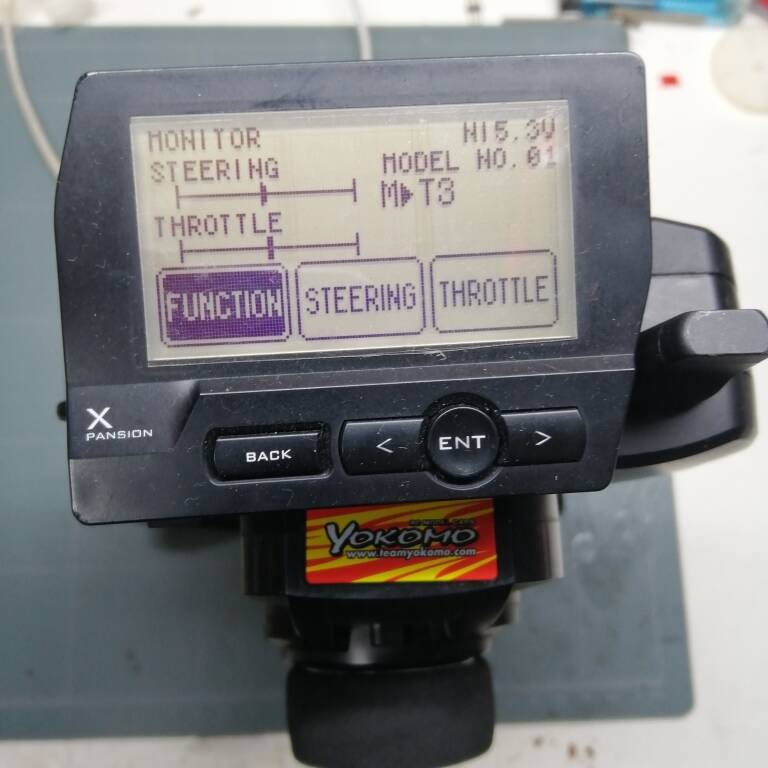 MONITOR
NI5.3V
STEERING
MODEL NO.01
M▶T3
THROTTLE
FUNCTION
STEERING
THROTTLE
X
PANSION
BACK
<
ENT
>
YOKOMO
www.teamyokomo.com